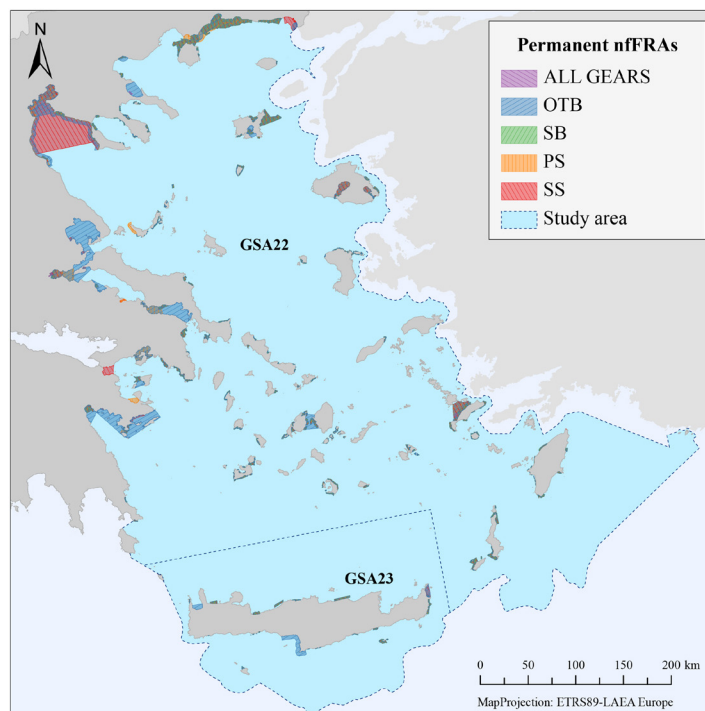 N
Permanent nfFRAs
ALL GEARS
OTB
SB
PS
SS
Study area
GSA22
GSA23
0 50 100 150 200 km
MapProjection: ETRS89-LAEA Europe